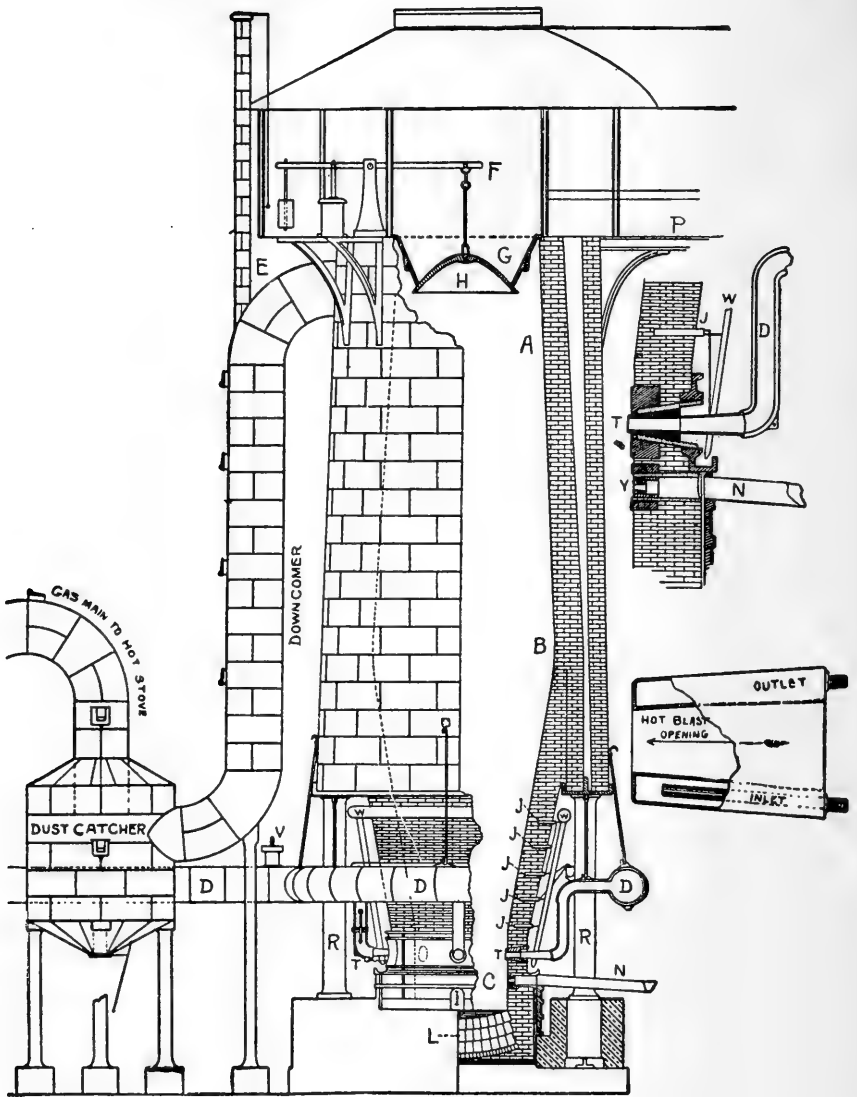 F
P
E
G
H
A
J
W
D
T
Y
N
GAS MAIN TO HOT STOVE
DOWNCOMER
B
OUTLET
HOT BLAST
OPENING
INLET
DUST CATCHER
V
W
J
W
J
J
J
J
D
D
D
R
O
T
T
R
C
N
I
L